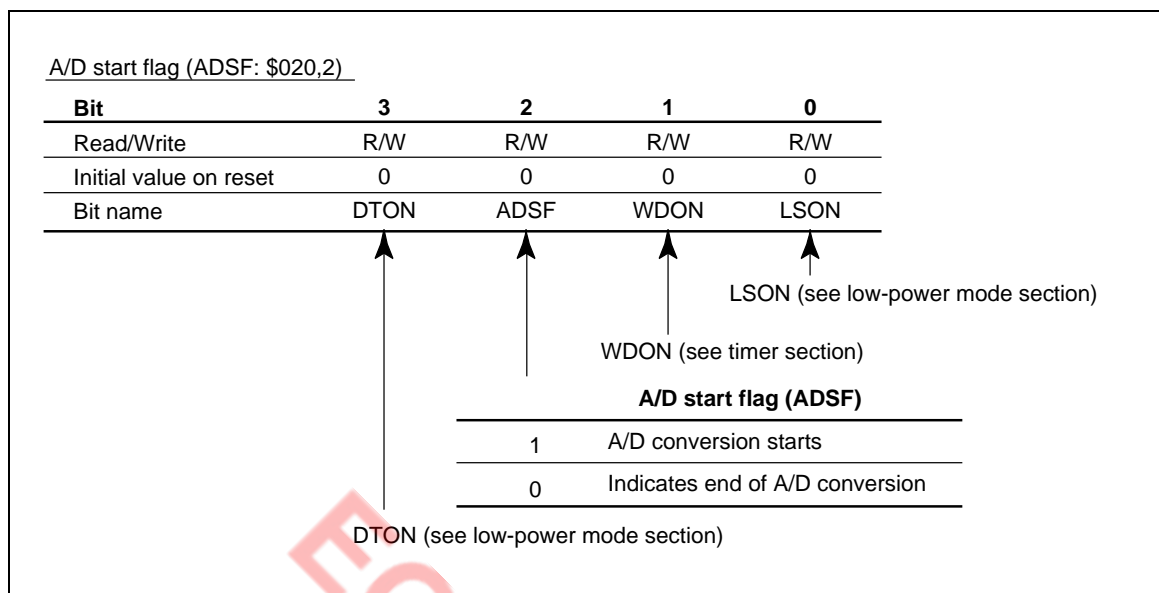 A/D start flag (ADSF: $020,2)
Bit 3 2 1 0
Read/Write R/W R/W R/W R/W
Initial value on reset 0 0 0 0
Bit name DTON ADSF WDON LSON
LSON (see low-power mode section)
WDON (see timer section)
A/D start flag (ADSF)
1 A/D conversion starts
0 Indicates end of A/D conversion
DTON (see low-power mode section)